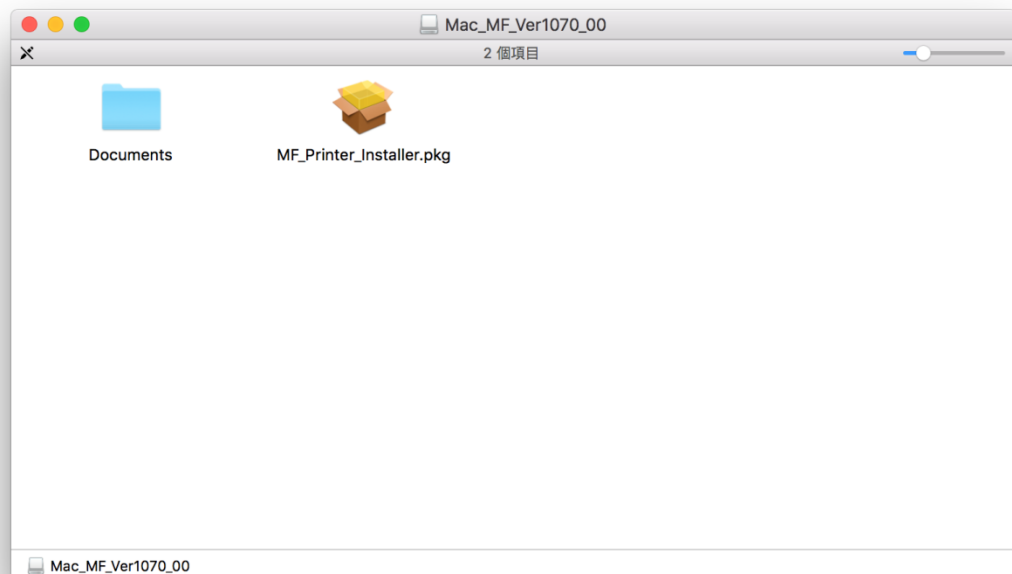 Mac_MF_Ver1070_00
2 個項目
Documents
MF_Printer_Installer.pkg
Mac_MF_Ver1070_00